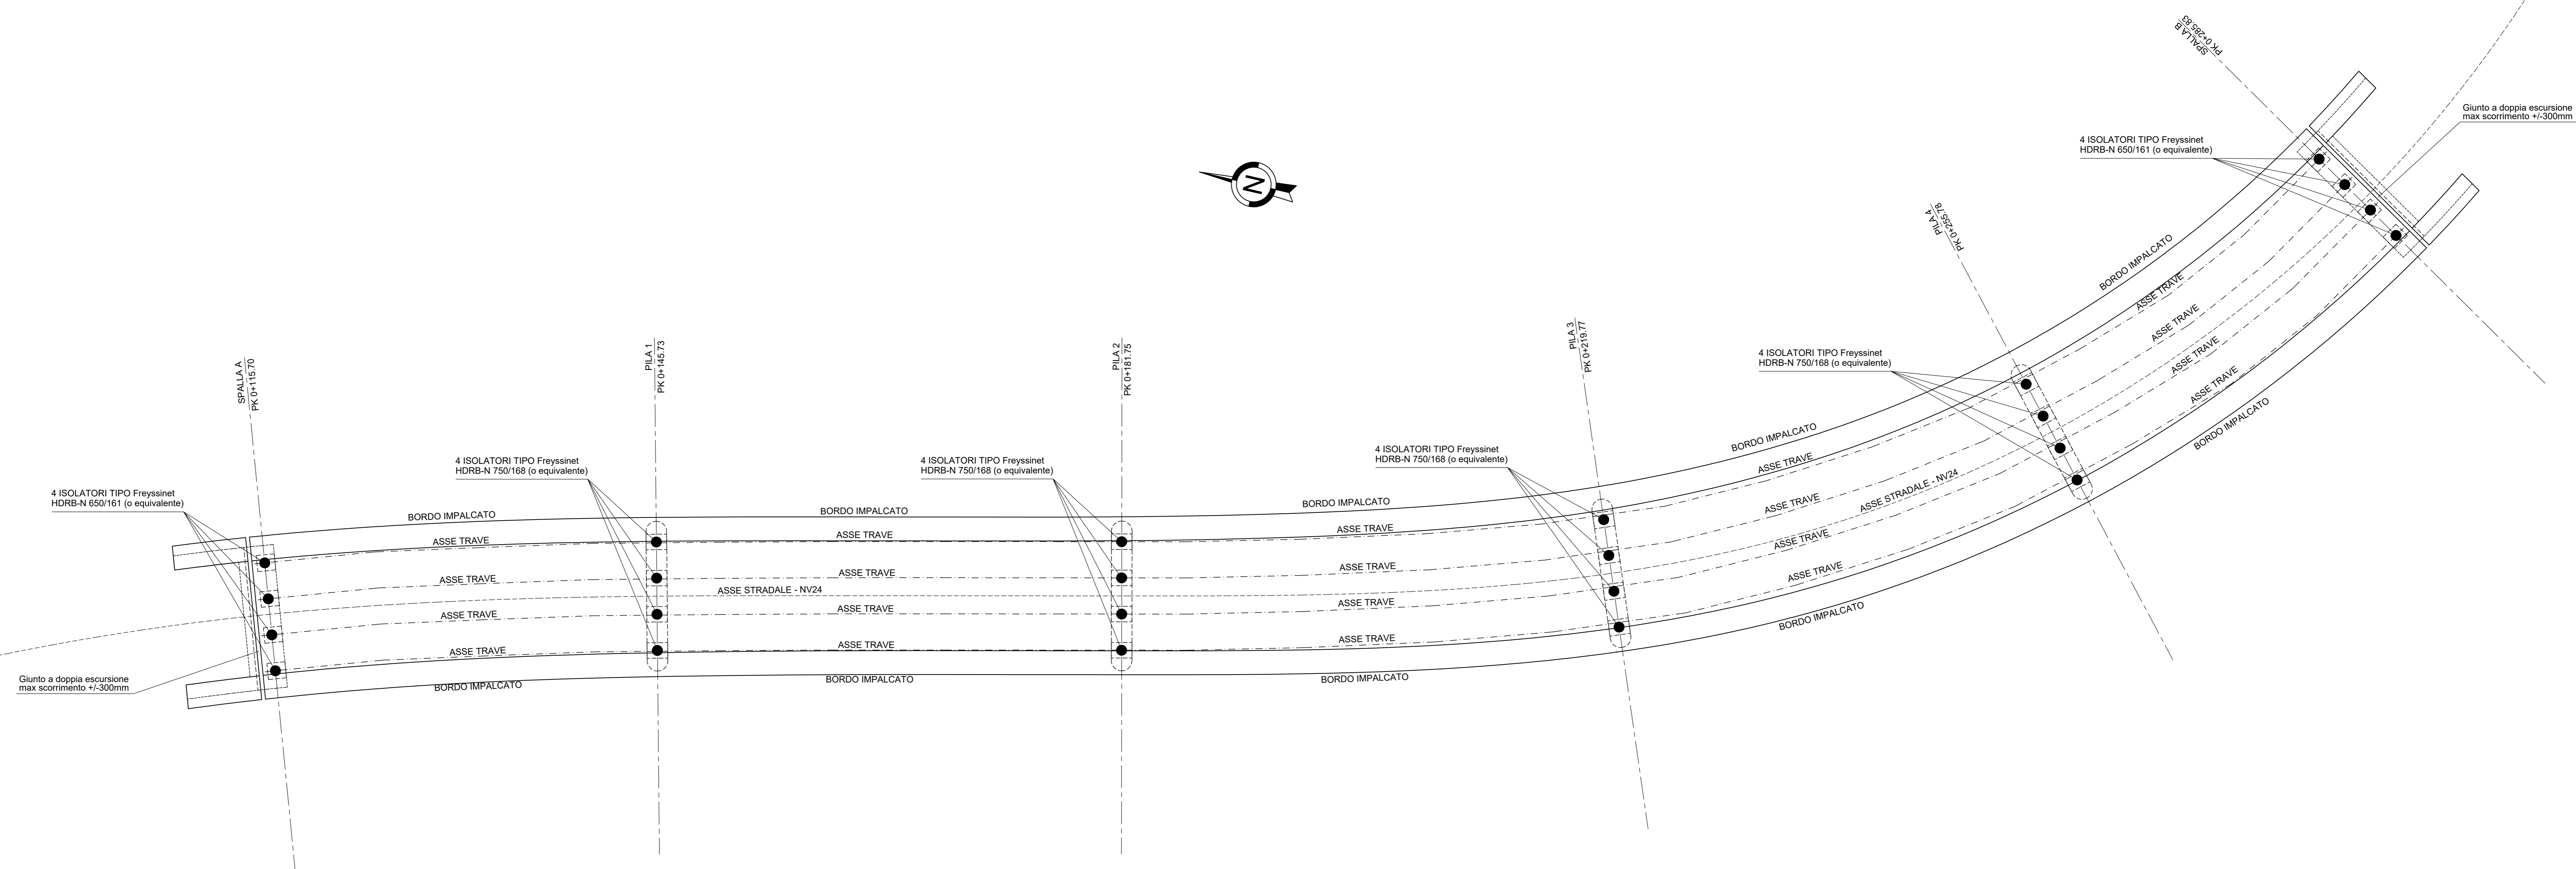 SPALLA B
PK 0+285.83
Giunto a doppia escursione
max scorrimento +/-300mm
4 ISOLATORI TIPO Freyssinet
HDRB-N 650/161 (o equivalente)
N
PILA 4
PK 0+255.78
BORDO IMPALCATO
ASSE TRAVE
ASSE TRAVE
ASSE TRAVE
ASSE TRAVE
BORDO IMPALCATO
4 ISOLATORI TIPO Freyssinet
HDRB-N 750/168 (o equivalente)
SPALLA A
PK 0+115.70
PILA 1
PK 0+145.73
PILA 2
PK 0+181.75
PILA 3
PK 0+219.77
4 ISOLATORI TIPO Freyssinet
HDRB-N 650/161 (o equivalente)
4 ISOLATORI TIPO Freyssinet
HDRB-N 750/168 (o equivalente)
4 ISOLATORI TIPO Freyssinet
HDRB-N 750/168 (o equivalente)
4 ISOLATORI TIPO Freyssinet
HDRB-N 750/168 (o equivalente)
BORDO IMPALCATO
BORDO IMPALCATO
BORDO IMPALCATO
BORDO IMPALCATO
ASSE TRAVE
ASSE TRAVE
ASSE TRAVE
ASSE TRAVE
ASSE TRAVE
ASSE TRAVE
ASSE TRAVE
ASSE TRAVE
ASSE STRADALE - NV24
ASSE STRADALE - NV24
ASSE TRAVE
ASSE TRAVE
ASSE TRAVE
ASSE TRAVE
ASSE TRAVE
ASSE TRAVE
ASSE TRAVE
ASSE TRAVE
Giunto a doppia escursione
max scorrimento +/-300mm
BORDO IMPALCATO
BORDO IMPALCATO
BORDO IMPALCATO
BORDO IMPALCATO